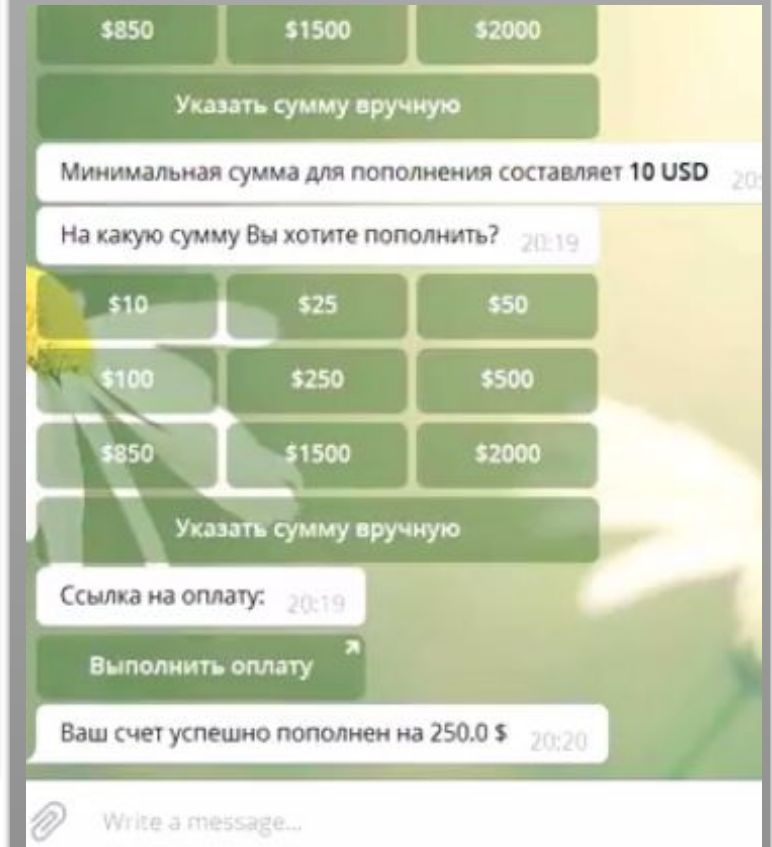 $850 $1500 $2000
Указать сумму вручную
Минимальная сумма для пополнения составляет 10 USD
На какую сумму Вы хотите пополнить? 20:19
$10 $25 $50
$100 $250 $500
$850 $1500 $2000
Указать сумму вручную
Ссылка на оплату: 20:19
Выполнить оплату
Ваш счет успешно пополнен на 250.0 $ 20:20
Write a message...